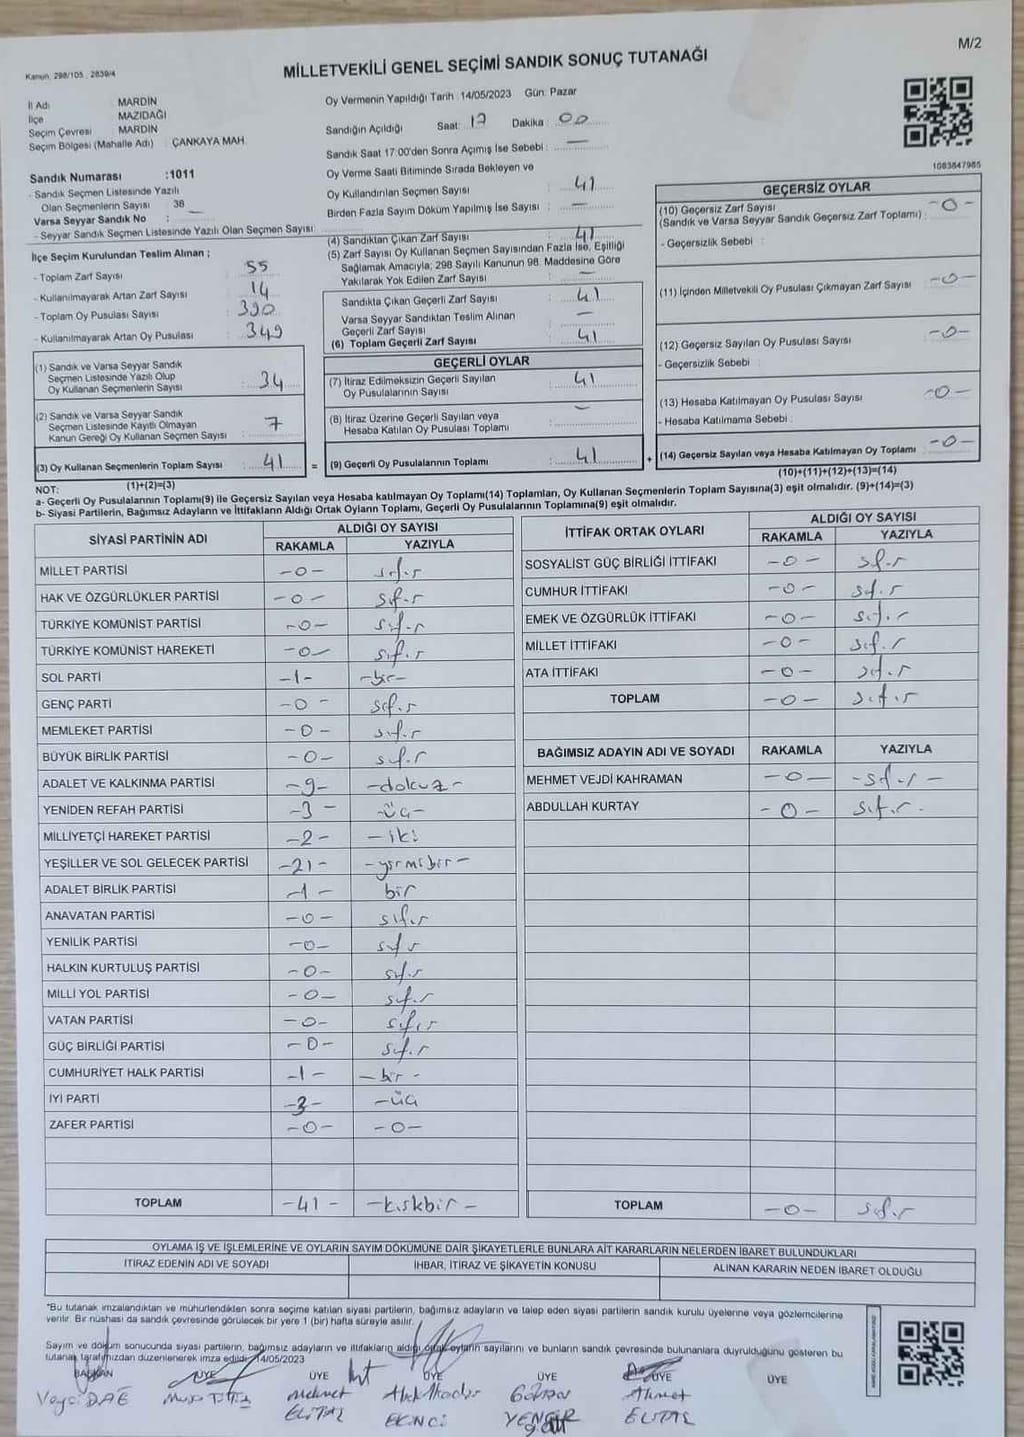 M/2
Kanun, 298/105 , 2839/4
MİLLETVEKİLİ GENEL SEÇİMİ SANDIK SONUÇ TUTANAĞI
İl Adı : MARDİN
İlçe : MAZIDAĞI
Seçim Çevresi : MARDİN
Seçim Bölgesi (Mahalle Adı) : ÇANKAYA MAH
Sandık Numarası :1011
- Sandık Seçmen Listesinde Yazılı
Olan Seçmenlerin Sayısı 38
Varsa Seyyar Sandık No : —
- Seyyar Sandık Seçmen Listesinde Yazılı Olan Seçmen Sayısı :
Oy Vermenin Yapıldığı Tarih :14/05/2023 Gün: Pazar
Sandığın Açıldığı Saat: 17 Dakika : 00
Sandık Saat 17:00'den Sonra Açımış İse Sebebi : —
Oy Verme Saati Bitiminde Sırada Bekleyen ve
Oy Kullandırılan Seçmen Sayısı : 41
Birden Fazla Sayım Döküm Yapılmış İse Sayısı : —
(4) Sandıktan Çıkan Zarf Sayısı : 41
(5) Zarf Sayısı Oy Kullanan Seçmen Sayısından Fazla İse, Eşitliği
Sağlamak Amacıyla; 298 Sayılı Kanunun 98. Maddesine Göre
Yakılarak Yok Edilen Zarf Sayısı : —
1083647985
İlçe Seçim Kurulundan Teslim Alınan ;
- Toplam Zarf Sayısı : 55
- Kullanılmayarak Artan Zarf Sayısı : 14
- Toplam Oy Pusulası Sayısı : 390
- Kullanılmayarak Artan Oy Pusulası : 349
(1) Sandık ve Varsa Seyyar Sandık
Seçmen Listesinde Yazılı Olup
Oy Kullanan Seçmenlerin Sayısı : 34
(2) Sandık ve Varsa Seyyar Sandık
Seçmen Listesinde Kayıtlı Olmayan
Kanun Gereği Oy Kullanan Seçmen Sayısı : 7
(3) Oy Kullanan Seçmenlerin Toplam Sayısı : 41
(1)+(2)=(3)
Sandıkta Çıkan Geçerli Zarf Sayısı : 41
Varsa Seyyar Sandıktan Teslim Alınan
Geçerli Zarf Sayısı : —
(6) Toplam Geçerli Zarf Sayısı : 41
GEÇERLİ OYLAR
(7) İtiraz Edilmeksizin Geçerli Sayılan
Oy Pusulalarının Sayısı : 41
(8) İtiraz Üzerine Geçerli Sayılan veya
Hesaba Katılan Oy Pusulası Toplamı : —
= (9) Geçerli Oy Pusulalarının Toplamı : 41 +
GEÇERSİZ OYLAR
(10) Geçersiz Zarf Sayısı
(Sandık ve Varsa Seyyar Sandık Geçersiz Zarf Toplamı) : -0-
- Geçersizlik Sebebi :
(11) İçinden Milletvekili Oy Pusulası Çıkmayan Zarf Sayısı : -0-
(12) Geçersiz Sayılan Oy Pusulası Sayısı : -0-
- Geçersizlik Sebebi :
(13) Hesaba Katılmayan Oy Pusulası Sayısı : -0-
- Hesaba Katılmama Sebebi :
(14) Geçersiz Sayılan veya Hesaba Katılmayan Oy Toplamı : -0-
(10)+(11)+(12)+(13)=(14)
NOT:
a- Geçerli Oy Pusulalarının Toplamı(9) ile Geçersiz Sayılan veya Hesaba katılmayan Oy Toplamı(14) Toplamları, Oy Kullanan Seçmenlerin Toplam Sayısına(3) eşit olmalıdır. (9)+(14)=(3)
b- Siyasi Partilerin, Bağımsız Adayların ve İttifakların Aldığı Ortak Oyların Toplamı, Geçerli Oy Pusulalarının Toplamına(9) eşit olmalıdır.
SİYASİ PARTİNİN ADI ALDIĞI OY SAYISI
RAKAMLA YAZIYLA
MİLLET PARTİSİ -0- sıfır
HAK VE ÖZGÜRLÜKLER PARTİSİ -0- sıfır
TÜRKİYE KOMÜNİST PARTİSİ -0- sıfır
TÜRKİYE KOMÜNİST HAREKETİ -0- sıfır
SOL PARTİ -1- -bir-
GENÇ PARTİ -0- sıfır
MEMLEKET PARTİSİ -0- sıfır
BÜYÜK BİRLİK PARTİSİ -0- sıfır
ADALET VE KALKINMA PARTİSİ -9- -dokuz-
YENİDEN REFAH PARTİSİ -3- -üç-
MİLLİYETÇİ HAREKET PARTİSİ -2- -iki
YEŞİLLER VE SOL GELECEK PARTİSİ -21- -yirmibir-
ADALET BİRLİK PARTİSİ -1- bir
ANAVATAN PARTİSİ -0- sıfır
YENİLİK PARTİSİ -0- sıfır
HALKIN KURTULUŞ PARTİSİ -0- sıfır
MİLLİ YOL PARTİSİ -0- sıfır
VATAN PARTİSİ -0- sıfır
GÜÇ BİRLİĞİ PARTİSİ -0- sıfır
CUMHURİYET HALK PARTİSİ -1- -bir-
İYİ PARTİ -3- -üç
ZAFER PARTİSİ -0- -0-
TOPLAM -41- -kırkbir-
İTTİFAK ORTAK OYLARI ALDIĞI OY SAYISI
RAKAMLA YAZIYLA
SOSYALİST GÜÇ BİRLİĞİ İTTİFAKI -0- sıfır
CUMHUR İTTİFAKI -0- sıfır
EMEK VE ÖZGÜRLÜK İTTİFAKI -0- sıfır
MİLLET İTTİFAKI -0- sıfır
ATA İTTİFAKI -0- sıfır
TOPLAM -0- sıfır
BAĞIMSIZ ADAYIN ADI VE SOYADI RAKAMLA YAZIYLA
MEHMET VEJDİ KAHRAMAN -0- -sıfır-
ABDULLAH KURTAY -0- sıfır.
TOPLAM -0- sıfır
OYLAMA İŞ VE İŞLEMLERİNE VE OYLARIN SAYIM DÖKÜMÜNE DAİR ŞİKAYETLERLE BUNLARA AİT KARARLARIN NELERDEN İBARET BULUNDUKLARI
İTİRAZ EDENİN ADI VE SOYADI İHBAR, İTİRAZ VE ŞİKAYETİN KONUSU ALINAN KARARIN NEDEN İBARET OLDUĞU
"Bu tutanak imzalandıktan ve mühürlendikten sonra seçime katılan siyasi partilerin, bağımsız adayların ve talep eden siyasi partilerin sandık kurulu üyelerine veya gözlemcilerine
verilir. Bir nüshası da sandık çevresinde görülecek bir yere 1 (bir) hafta süreyle asılır.
Sayım ve döküm sonucunda siyasi partilerin, bağımsız adayların ve ittifakların aldığı ortak oyların sayılarını ve bunların sandık çevresinde bulunanlara duyrulduğunu gösteren bu
tutanak tarafımızdan düzenlenerek imza edildi. 14/05/2023
BAŞKAN ÜYE ÜYE ÜYE ÜYE ÜYE ÜYE
DAĞ Mehmet Ahmet
EKİNCİ